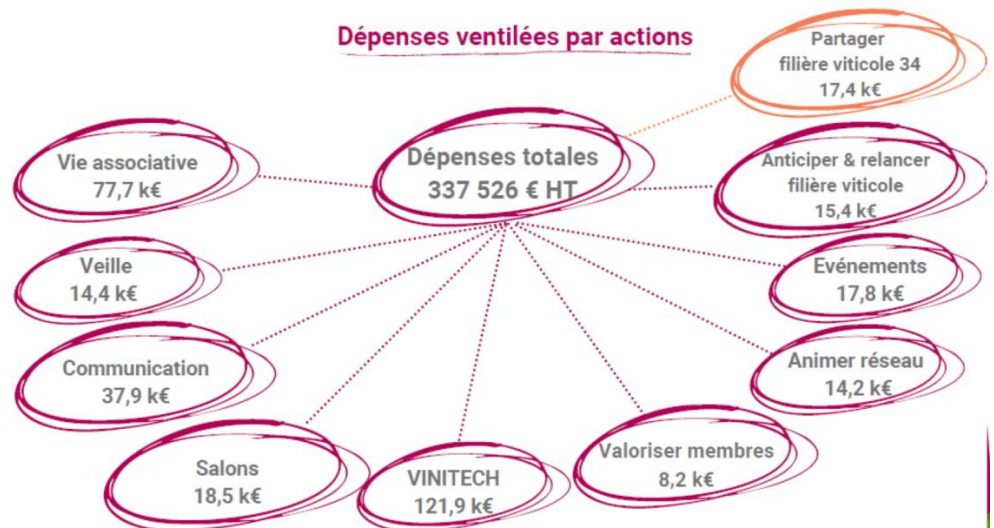 Dépenses ventilées par actions
Partager
filière viticole 34
17,4 k€
Dépenses totales
337 526 € HT
Vie associative
77,7 k€
Anticiper & relancer
filière viticole
15,4 k€
Veille
14,4 k€
Evénements
17,8 k€
Communication
37,9 k€
Animer réseau
14,2 k€
Salons
18,5 k€
VINITECH
121,9 k€
Valoriser membres
8,2 k€